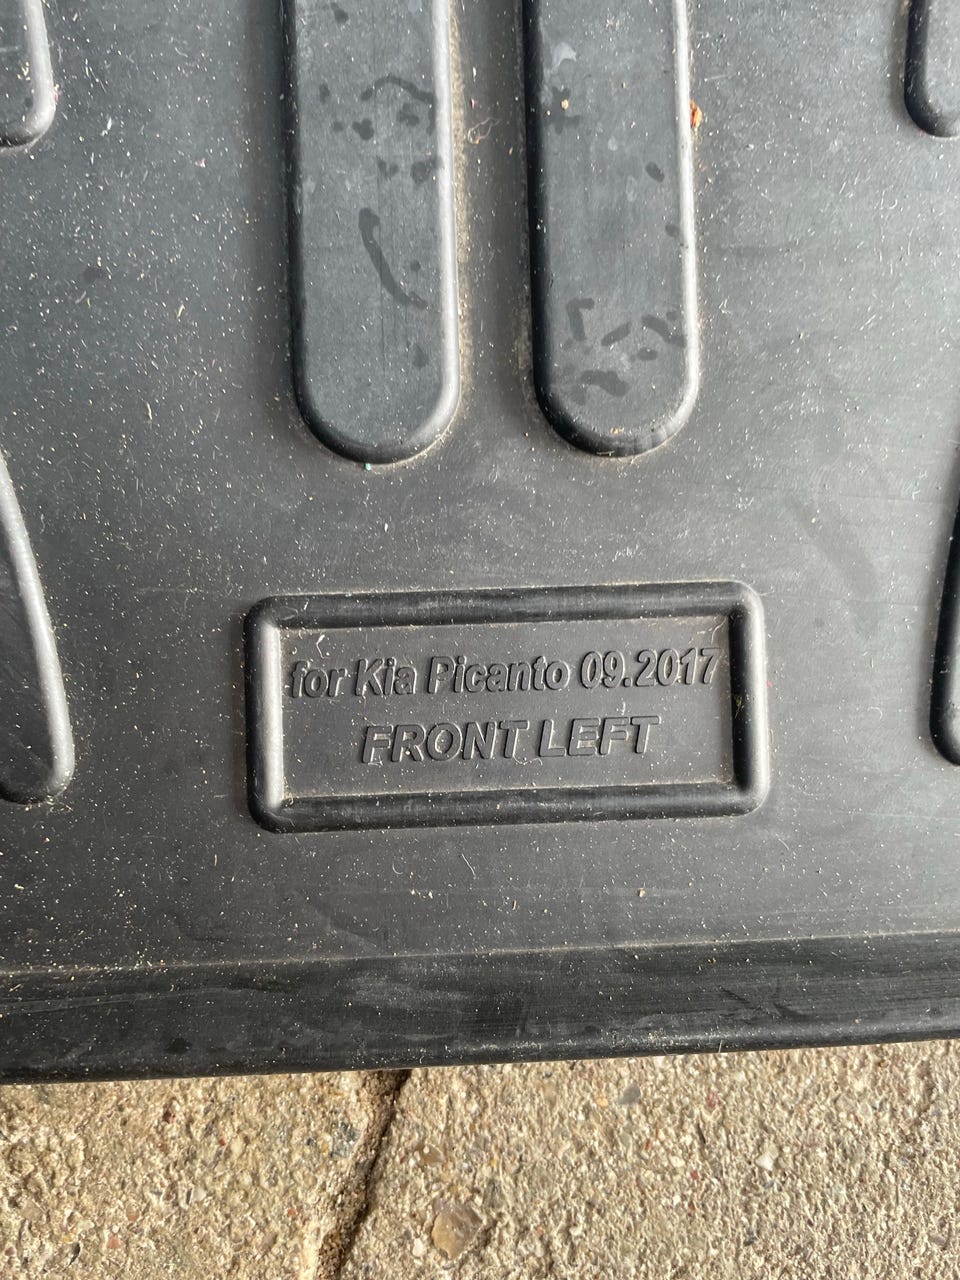 for Kia Picanto 09.2017
FRONT LEFT